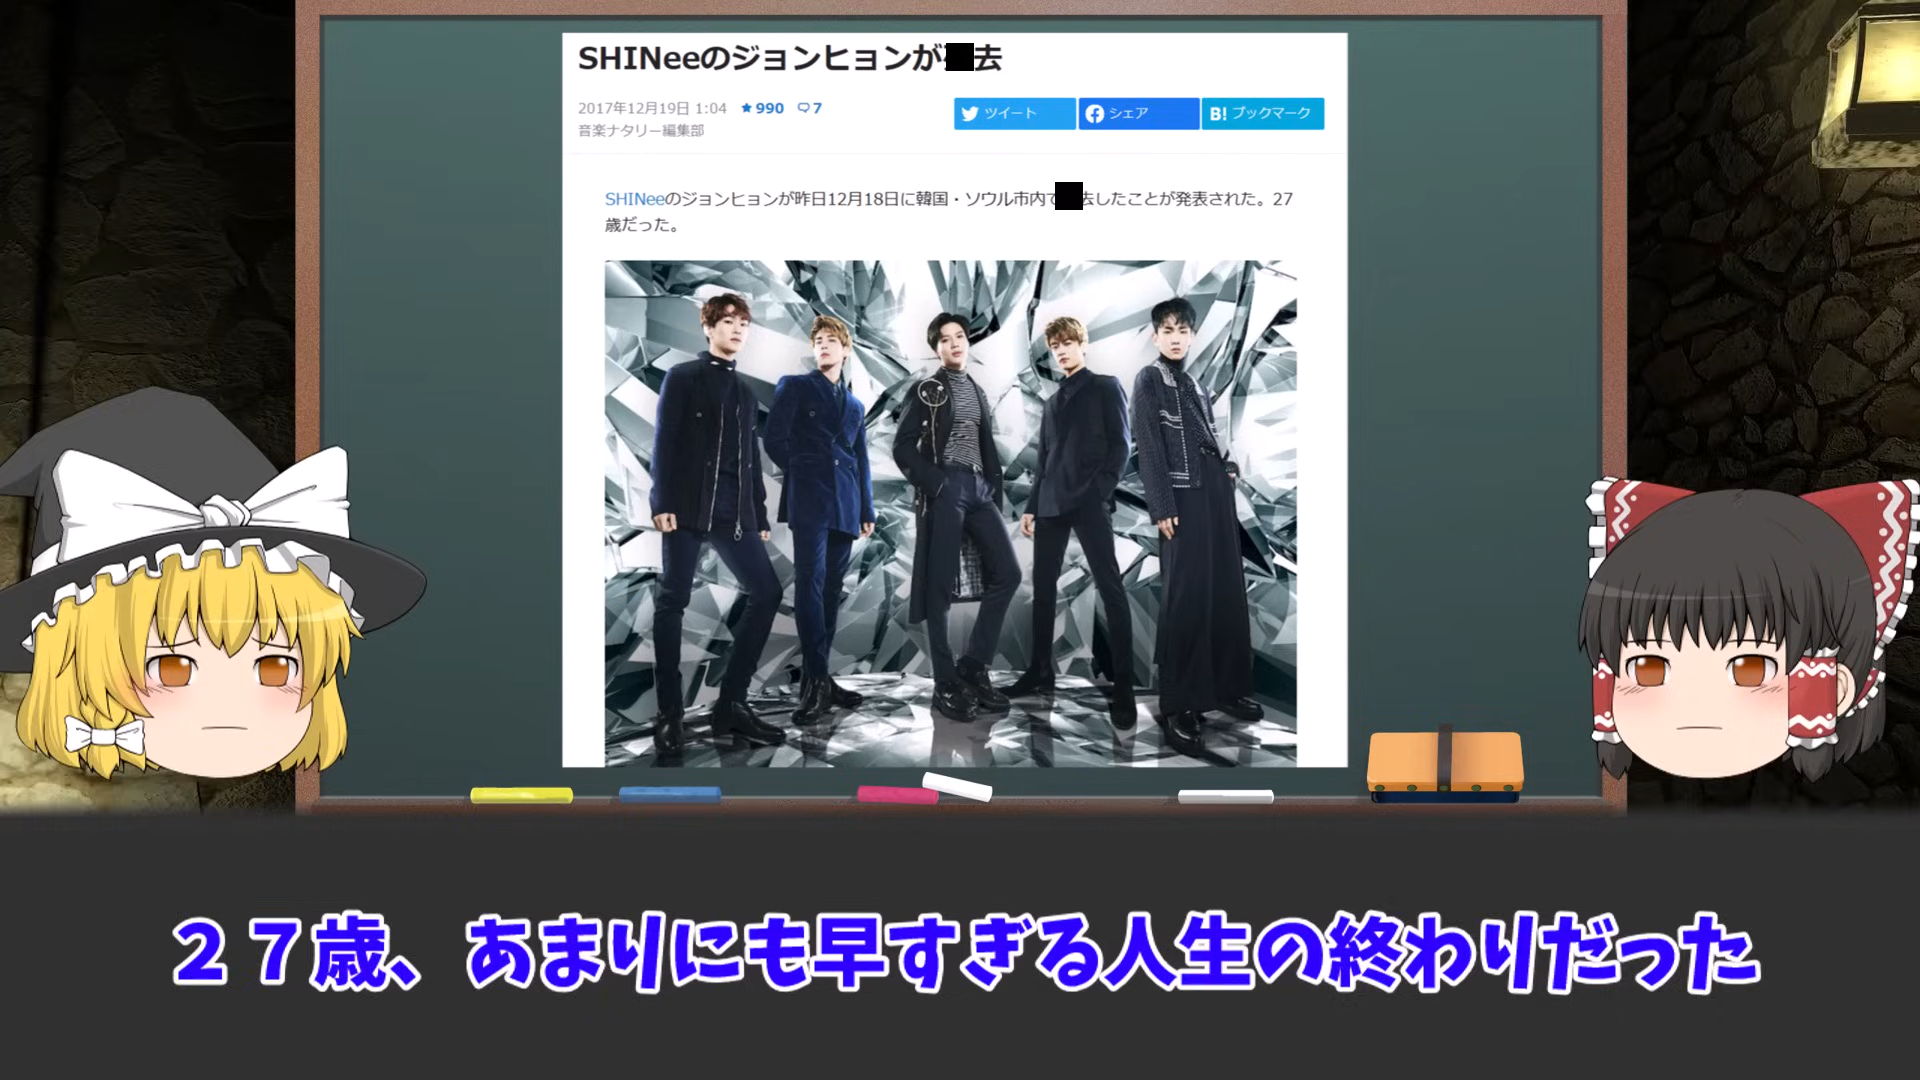 SHINeeのジョンヒョンが 去
2017年12月19日 1:04 ★990 7
ツイート シェア B! ブックマーク
音楽ナタリー編集部
SHINeeのジョンヒョンが昨日12月18日に韓国・ソウル市内で 去したことが発表された。27
歳だった。
２７歳、あまりにも早すぎる人生の終わりだった